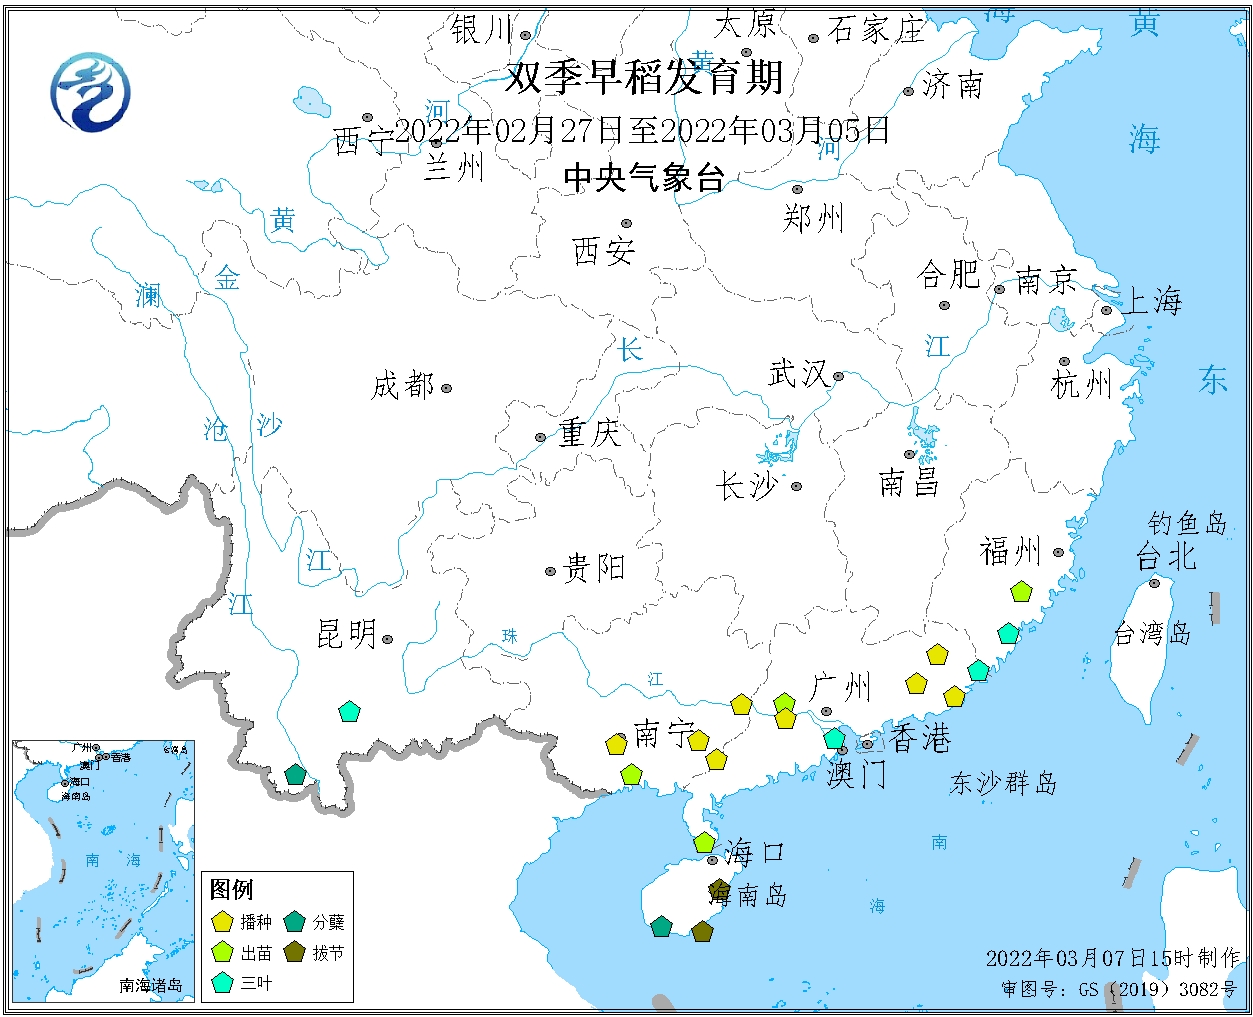 双季早稻发育期
2022年02月27日至2022年03月05日
中央气象台
银川
太原
石家庄
海
黄
黄
济南
河
西宁
兰州
河
海
郑州
黄
西安
金
澜
合肥
南京
上海
长
江
成都
武汉
杭州
东
沧
沙
重庆
长沙
南昌
钓鱼岛
江
贵阳
福州
台北
江
昆明
珠
台湾岛
江
广州
南宁
香港
澳门
东沙群岛
南
海口
海南岛
海
广州
香港
澳门
海口
海南岛
台湾岛
南
海
南海诸岛
图例
播种
分蘖
出苗
拔节
三叶
2022年03月07日15时制作
审图号：GS（2019）3082号